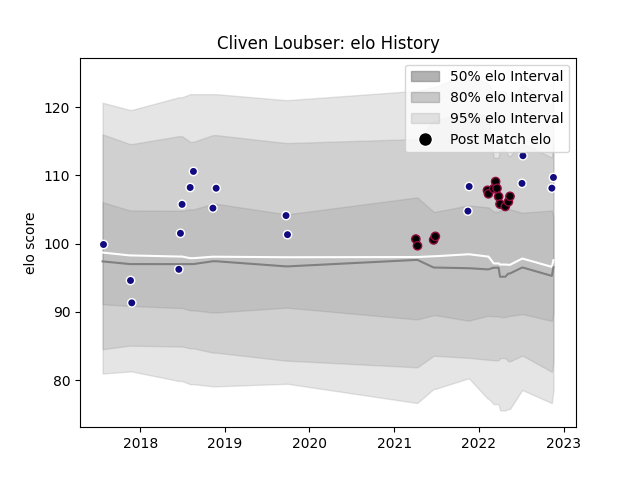 Cliven Loubser: elo History
50% elo Interval
80% elo Interval
95% elo Interval
Post Match elo
elo score
120
110
100
90
80
2018
2019
2020
2021
2022
2023